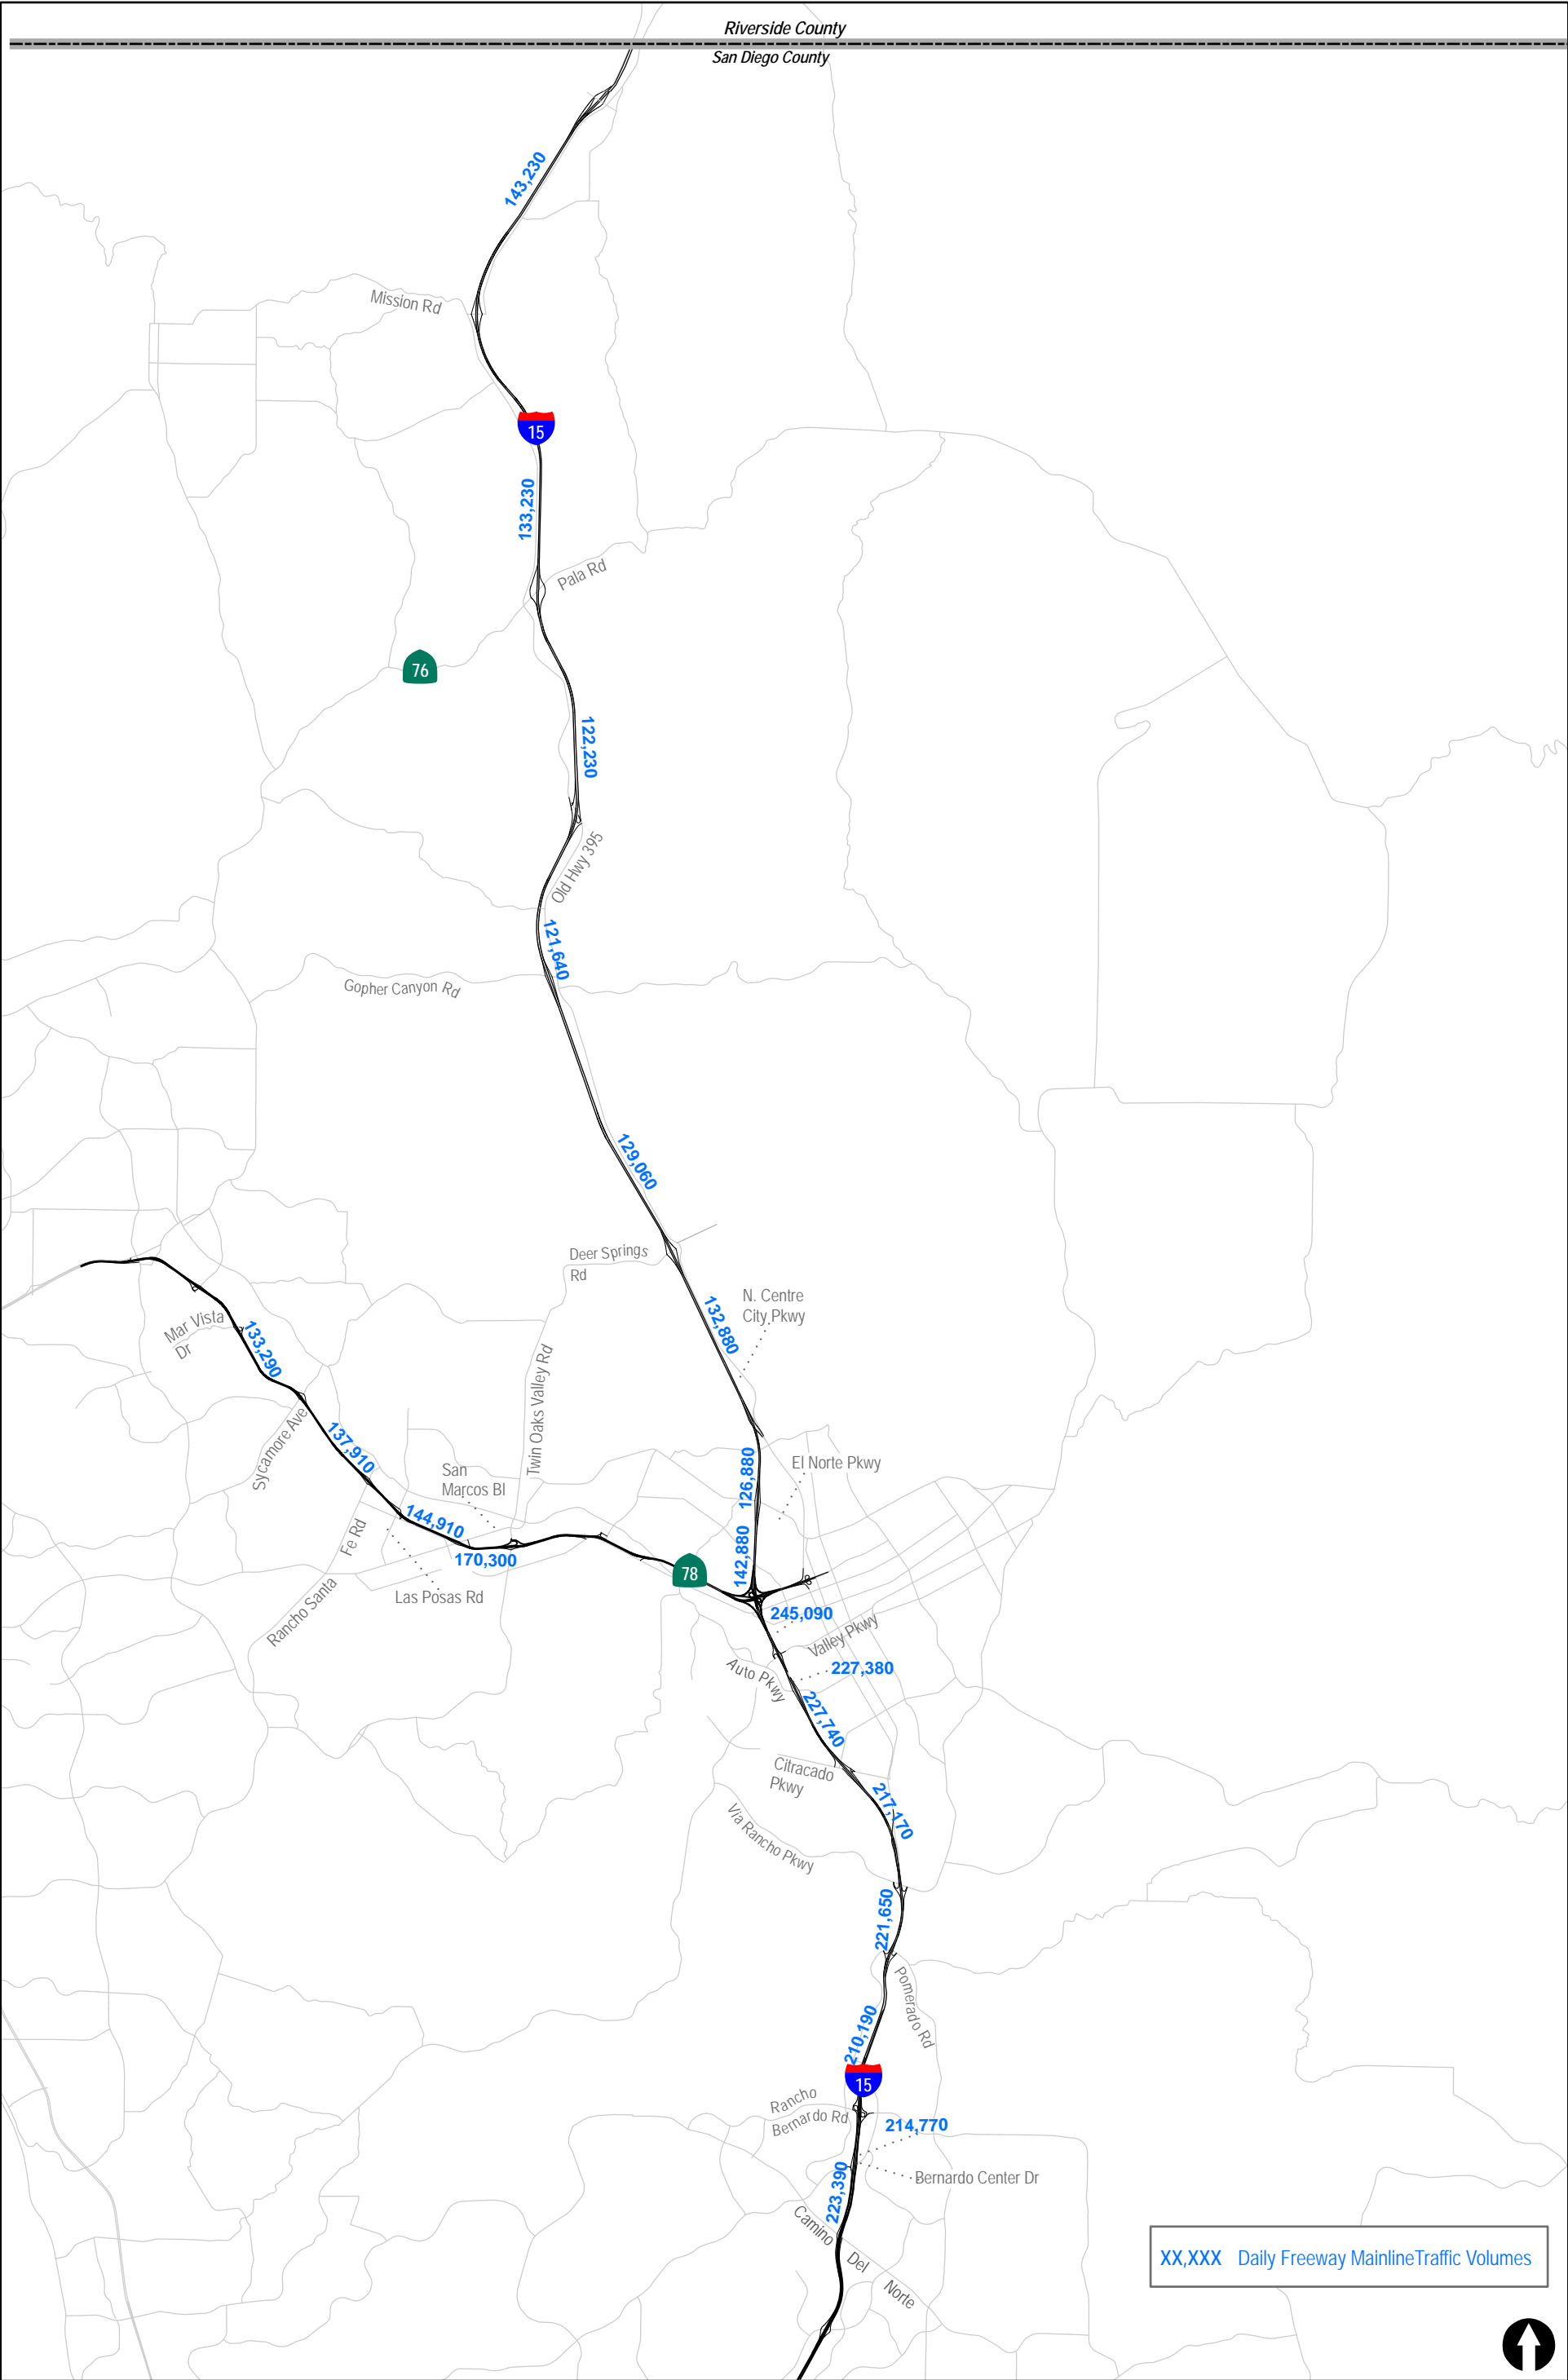 Riverside County
San Diego County
143,230
Mission Rd
15
133,230
Pala Rd
76
122,230
Old Hwy 395
121,640
Gopher Canyon Rd
129,060
Deer Springs
Rd
N. Centre
City Pkwy
132,880
Mar Vista
Dr
133,290
Sycamore Ave
137,910
Twin Oaks Valley Rd
San
Marcos Bl
126,880
El Norte Pkwy
144,910
Fe Rd
Rancho Santa
170,300
Las Posas Rd
142,880
78
245,090
Valley Pkwy
Auto Pkwy
227,380
227,740
Citracado
Pkwy
217,170
Via Rancho Pkwy
221,650
Pomerado Rd
210,190
15
Rancho
Bernardo Rd
214,770
Bernardo Center Dr
223,390
Camino
Del
Norte
XX,XXX Daily Freeway MainlineTraffic Volumes